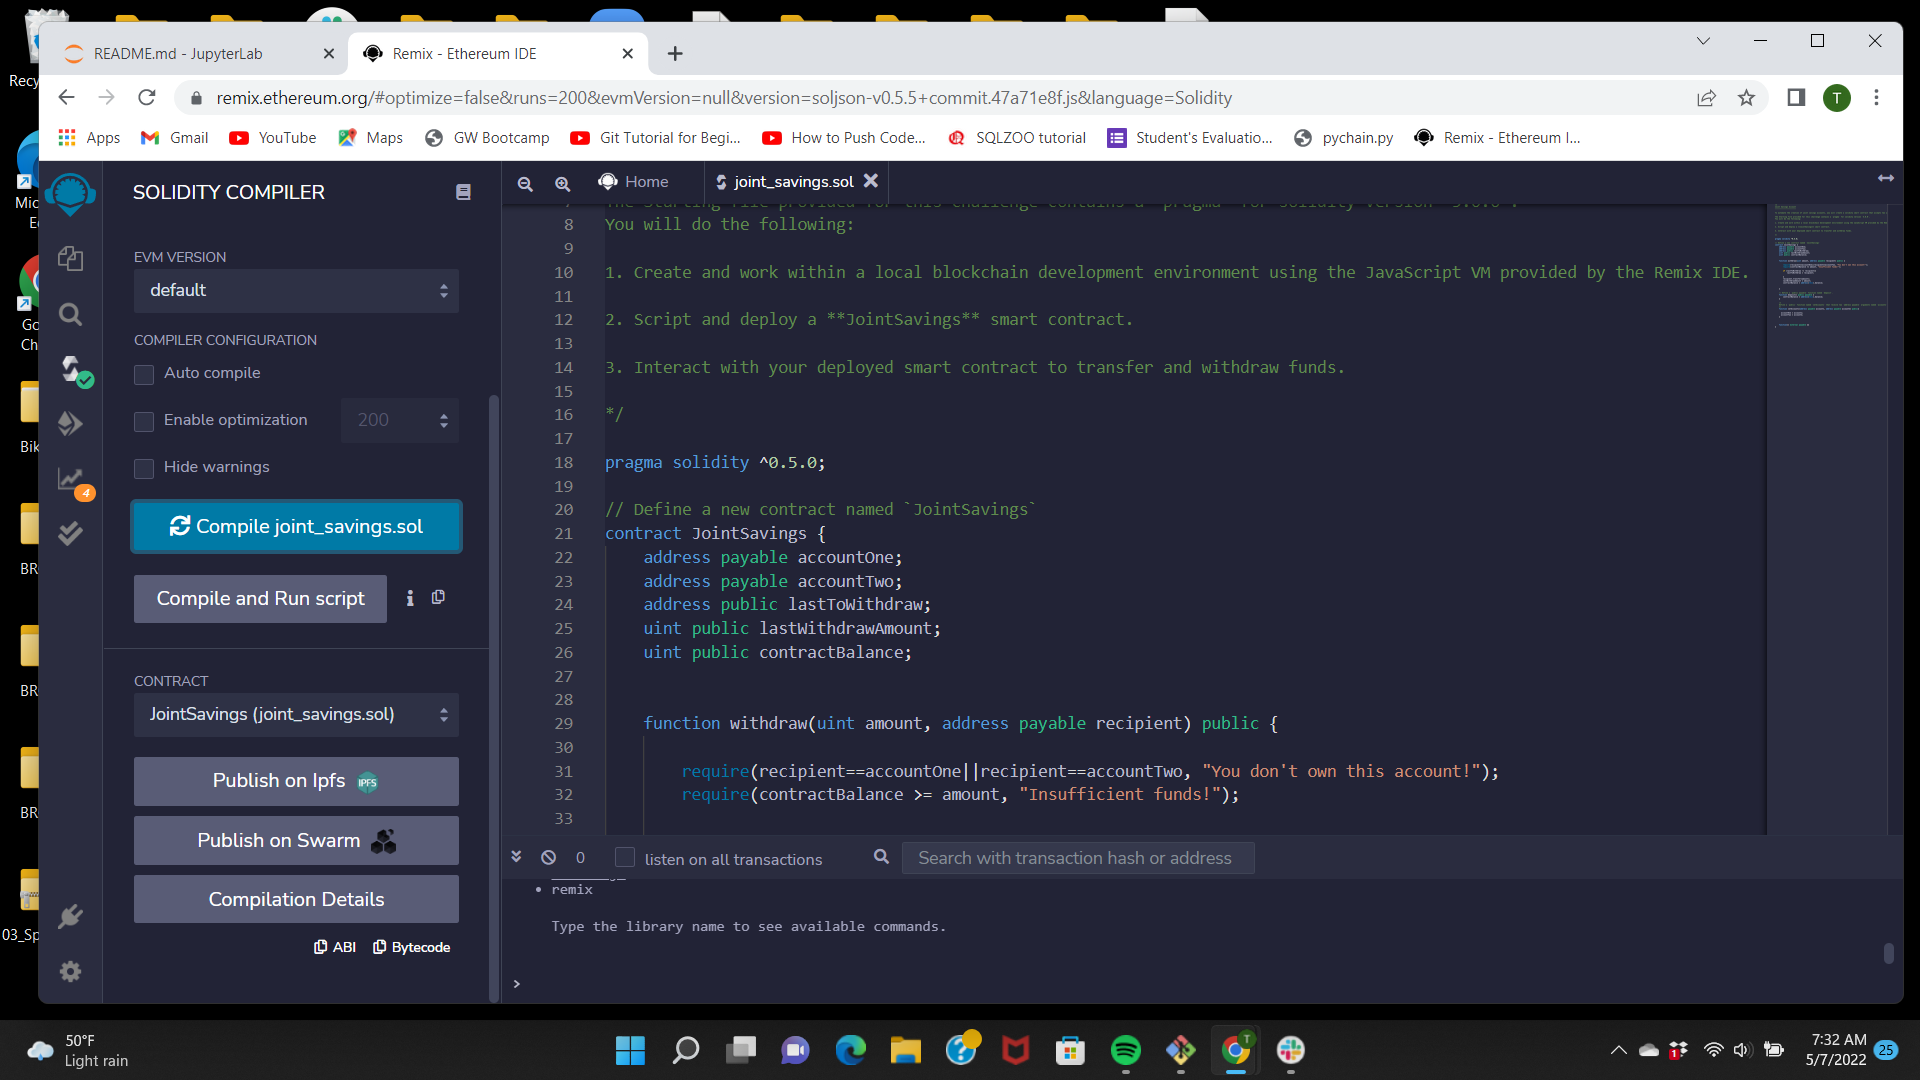 README.md - JupyterLab
Remix - Ethereum IDE
remix.ethereum.org/#optimize=false&runs=200&evmVersion=null&version=soljson-v0.5.5+commit.47a71e8f.js&language=Solidity
T
Apps
Gmail
YouTube
Maps
GW Bootcamp
Git Tutorial for Begi...
How to Push Code...
SQLZOO tutorial
Student's Evaluatio...
pychain.py
Remix - Ethereum I...
SOLIDITY COMPILER
Home
joint_savings.sol
EVM VERSION
default
COMPILER CONFIGURATION
Auto compile
Enable optimization
200
Hide warnings
4
Compile joint_savings.sol
Compile and Run script
CONTRACT
JointSavings (joint_savings.sol)
Publish on Ipfs
IPFS
Publish on Swarm
Compilation Details
ABI
Bytecode
8 You will do the following:
9
10 1. Create and work within a local blockchain development environment using the JavaScript VM provided by the Remix IDE.
11
12 2. Script and deploy a **JointSavings** smart contract.
13
14 3. Interact with your deployed smart contract to transfer and withdraw funds.
15
16 */
17
18 pragma solidity ^0.5.0;
19
20 // Define a new contract named `JointSavings`
21 contract JointSavings {
22 address payable accountOne;
23 address payable accountTwo;
24 address public lastToWithdraw;
25 uint public lastWithdrawAmount;
26 uint public contractBalance;
27
28
29 function withdraw(uint amount, address payable recipient) public {
30
31 require(recipient==accountOne||recipient==accountTwo, "You don't own this account!");
32 require(contractBalance >= amount, "Insufficient funds!");
33
0
listen on all transactions
Search with transaction hash or address
• remix
Type the library name to see available commands.
>
Recy
Mic
E
Go
Ch
Bik
BR
BR
BR
BR
03_Sp
50°F
Light rain
T
1
7:32 AM
5/7/2022
25